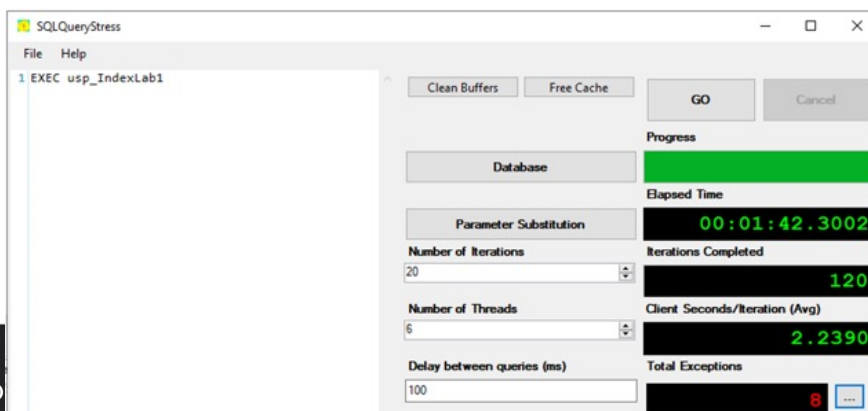 SQLQueryStress
File Help
1 EXEC usp_IndexLab1
Clean Buffers Free Cache
GO Cancel
Progress
Database
Elapsed Time
00:01:42.3002
Parameter Substitution
Number of Iterations
20
Iterations Completed
120
Number of Threads
6
Client Seconds/Iteration (Avg)
2.2390
Delay between queries (ms)
100
Total Exceptions
8 ...